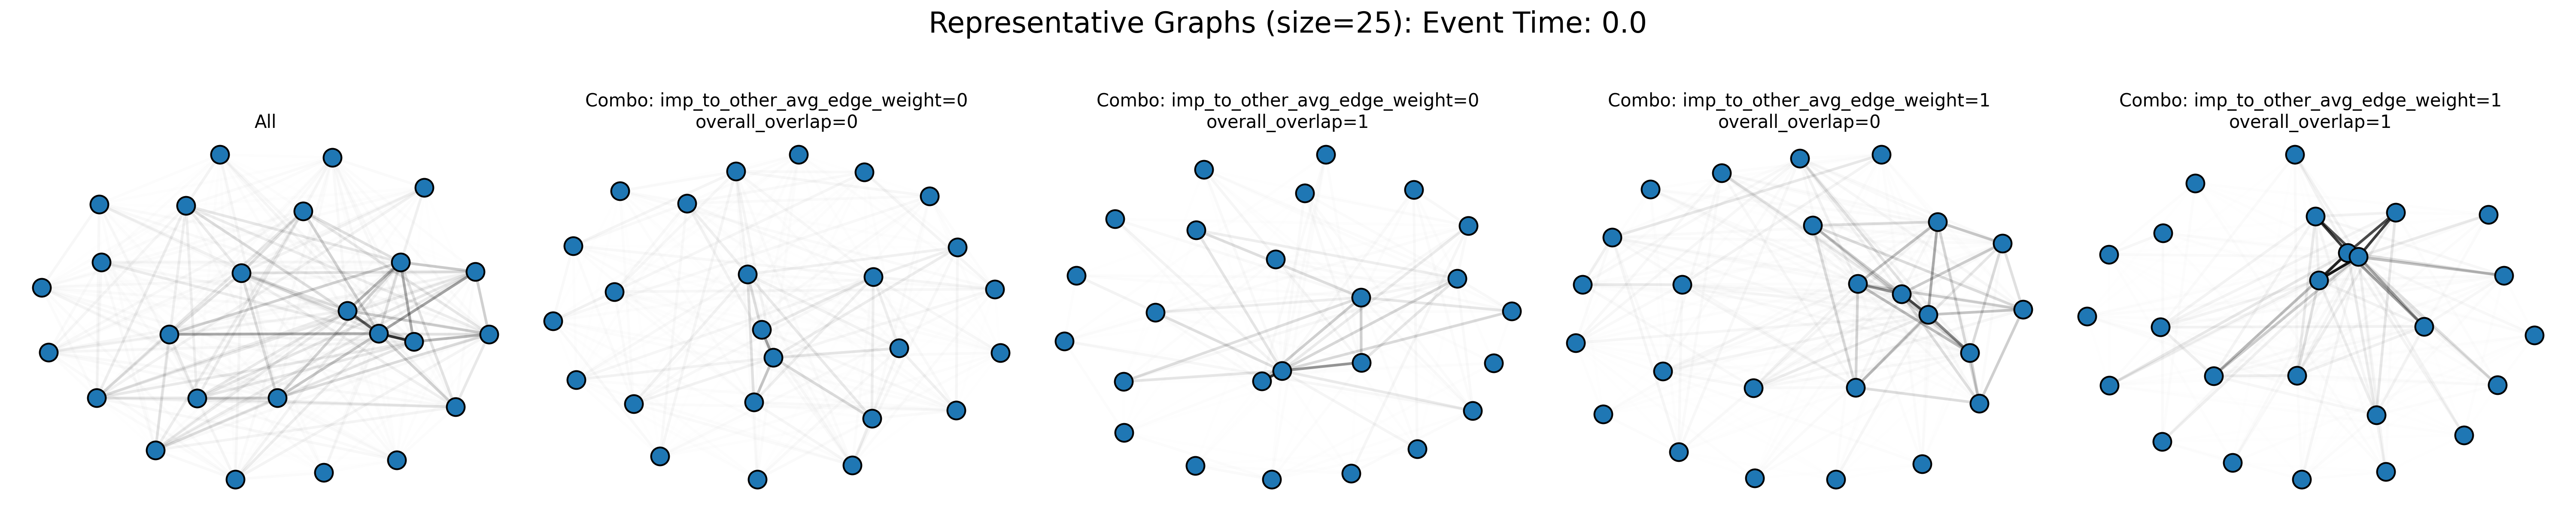 Representative Graphs (size=25): Event Time: 0.0
All
Combo: imp_to_other_avg_edge_weight=0
overall_overlap=0
Combo: imp_to_other_avg_edge_weight=0
overall_overlap=1
Combo: imp_to_other_avg_edge_weight=1
overall_overlap=0
Combo: imp_to_other_avg_edge_weight=1
overall_overlap=1